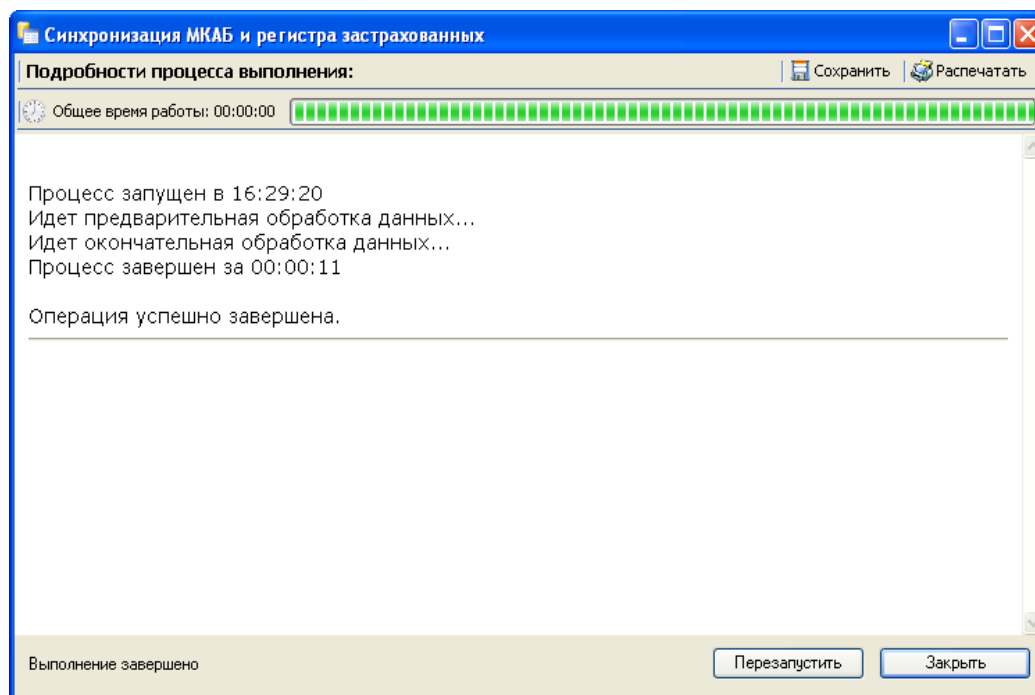 Синхронизация МКАБ и регистра застрахованных
Подробности процесса выполнения:
Сохранить
Распечатать
Общее время работы: 00:00:00
Процесс запущен в 16:29:20
Идет предварительная обработка данных...
Идет окончательная обработка данных...
Процесс завершен за 00:00:11
Операция успешно завершена.
Выполнение завершено
Перезапустить
Закрыть